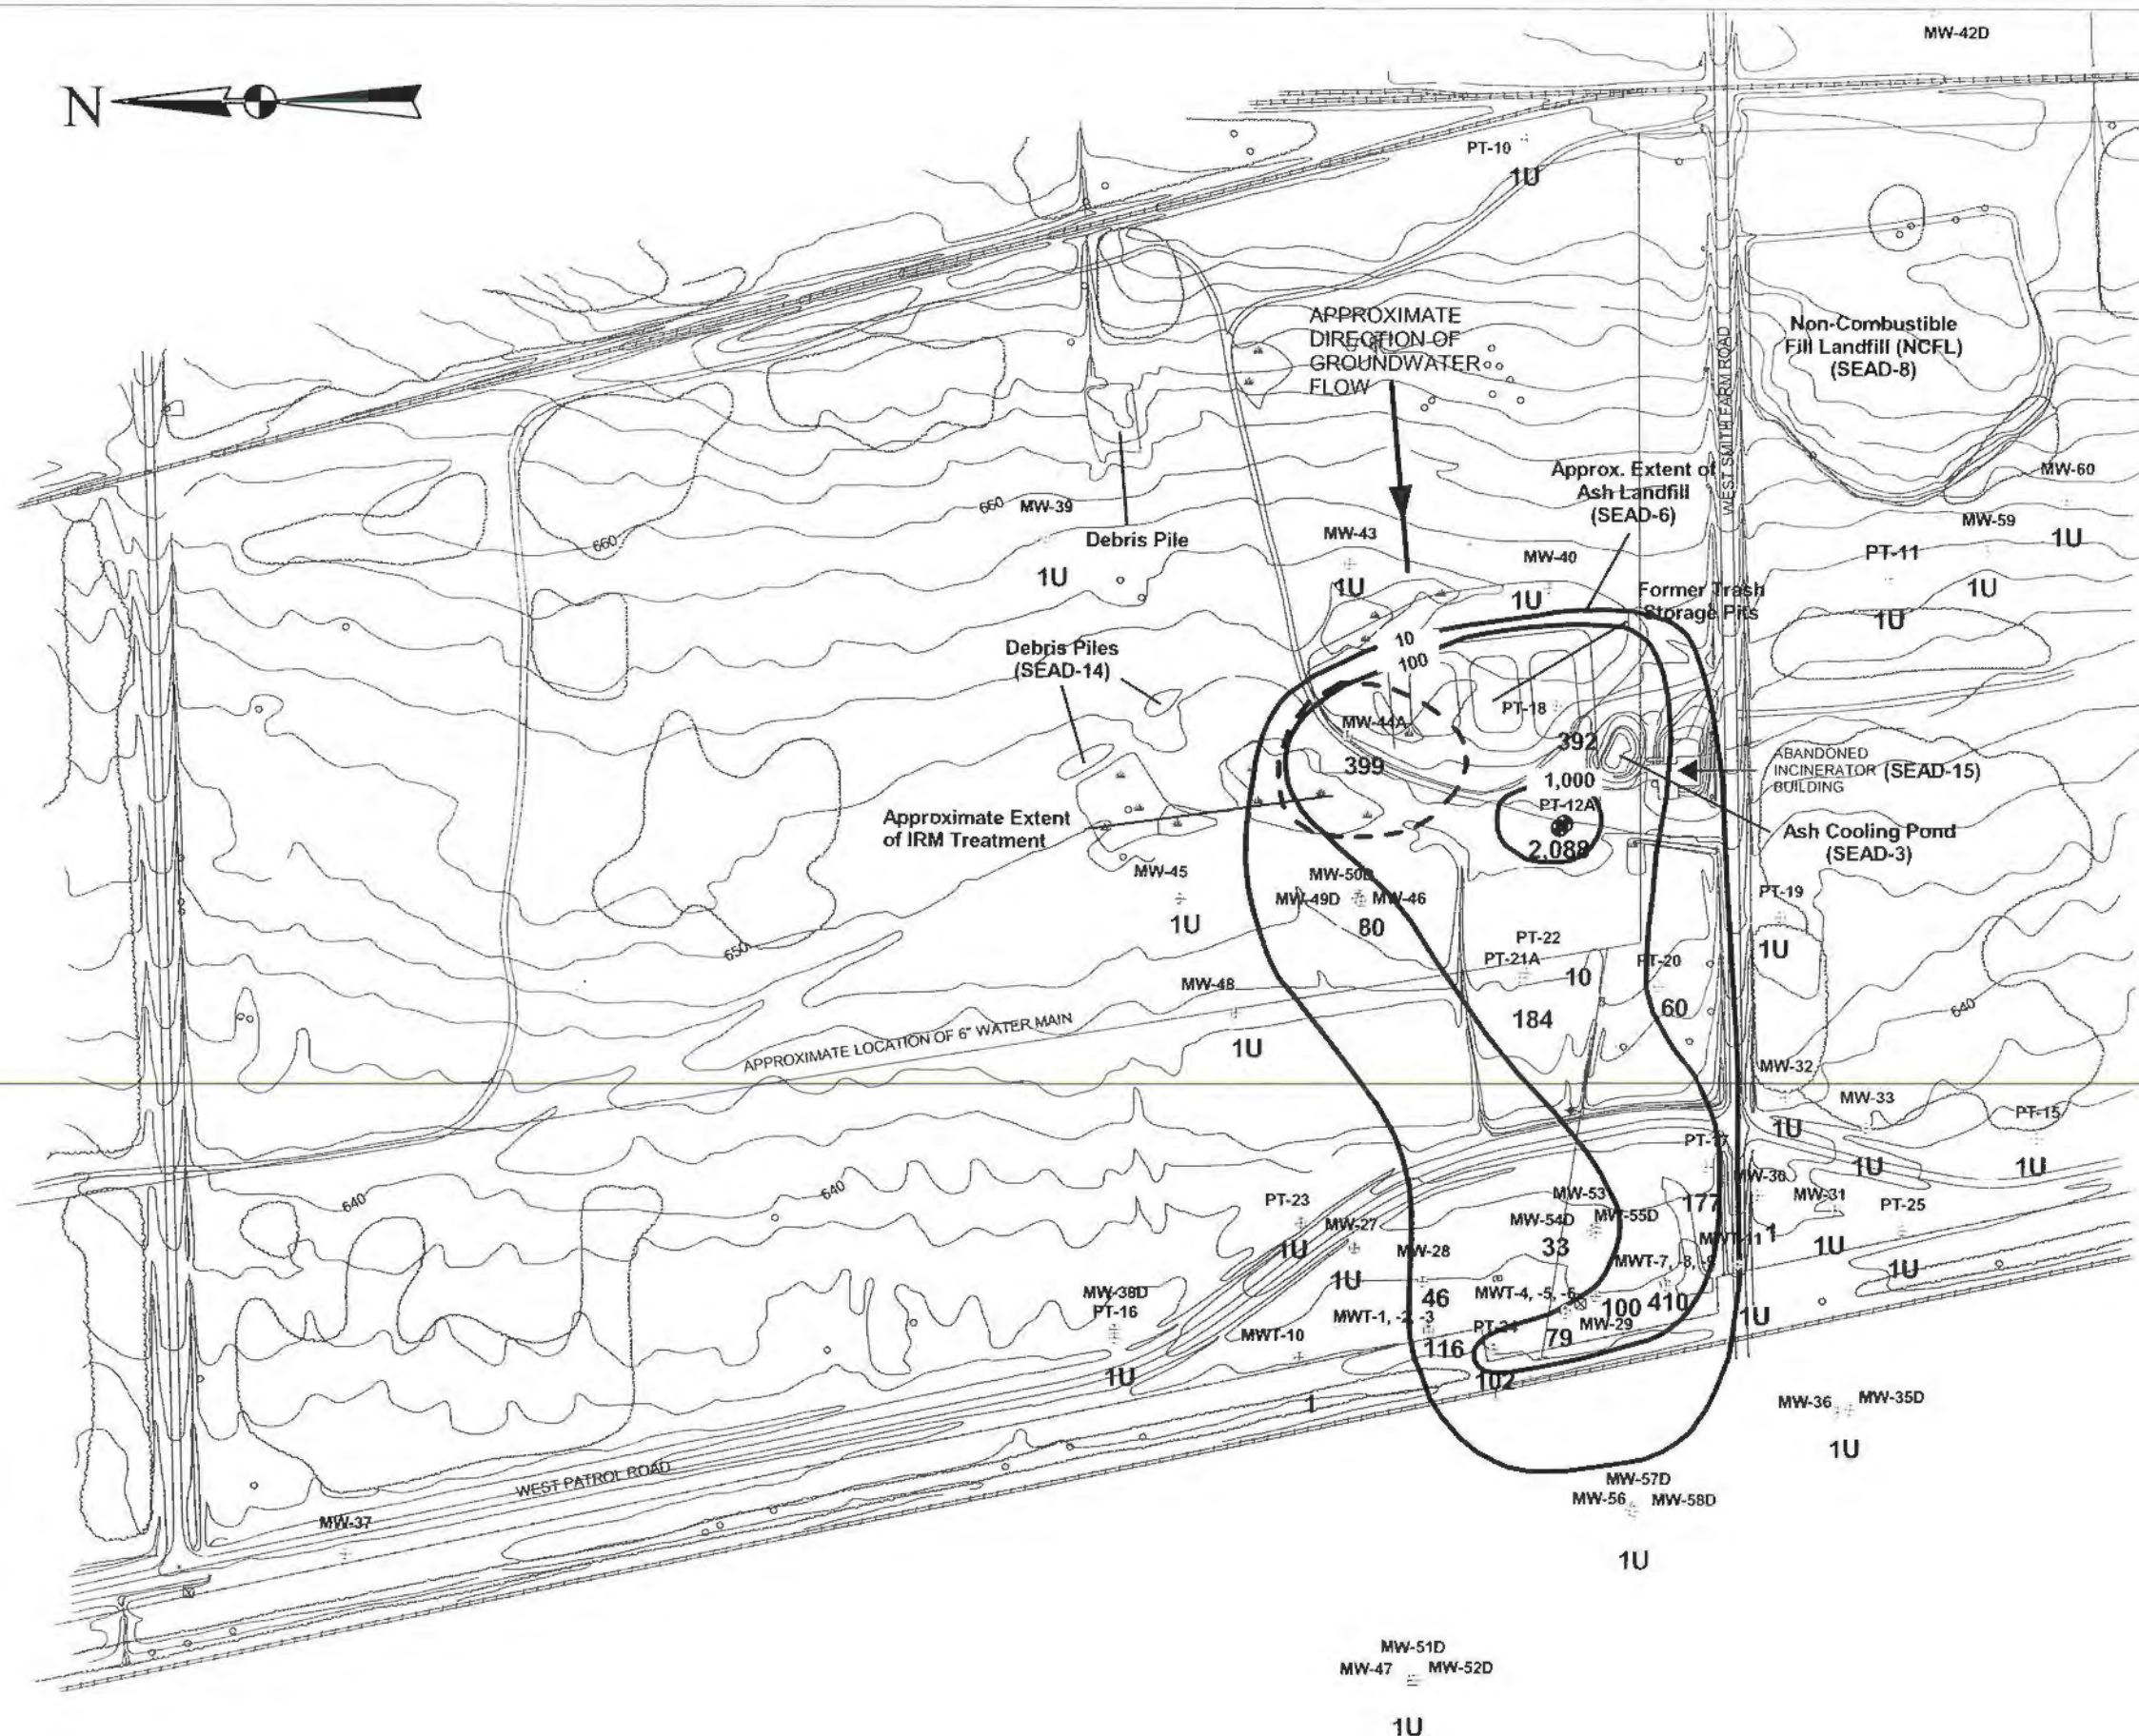 MW-42D
N
PT-10
1U
APPROXIMATE
DIRECTION OF
GROUNDWATER
FLOW
WEST SMITH FARM ROAD
Non-Combustible
Fill Landfill (NCFL)
(SEAD-8)
Approx. Extent of
Ash Landfill
(SEAD-6)
MW-60
1U
660
MW-39
1U
660
Debris Pile
MW-43
1U
MW-40
1U
MW-59
1U
PT-11
1U
Former Trash
Storage Pits
10
100
Debris Piles
(SEAD-14)
PT-18
392
MW-44A
399
1,000
PT-12A
2,088
ABANDONED
INCINERATOR (SEAD-15)
BUILDING
Approximate Extent
of IRM Treatment
Ash Cooling Pond
(SEAD-3)
MW-45
1U
MW-50D
MW-49D
MW-46
80
PT-19
1U
650
PT-22
PT-21A
10
184
PT-20
60
MW-48
1U
640
APPROXIMATE LOCATION OF 6" WATER MAIN
MW-32
1U
MW-33
1U
PT-15
1U
PT-17
177
MW-30
MW-31
1U
PT-25
1U
640
640
PT-23
1U
MW-27
1U
MW-28
46
MW-53
MW-54D
MW-55D
33
MWT-11
1
MWT-7, -8, -9
410
MW-38D
PT-16
1U
MWT-4, -5, -6
100
MW-29
79
1U
MWT-1, -2, -3
116
MWT-10
1
PT-24
102
MW-36
MW-35D
1U
WEST PATROL ROAD
MW-37
MW-57D
MW-56
MW-58D
1U
MW-51D
MW-47
MW-52D
1U